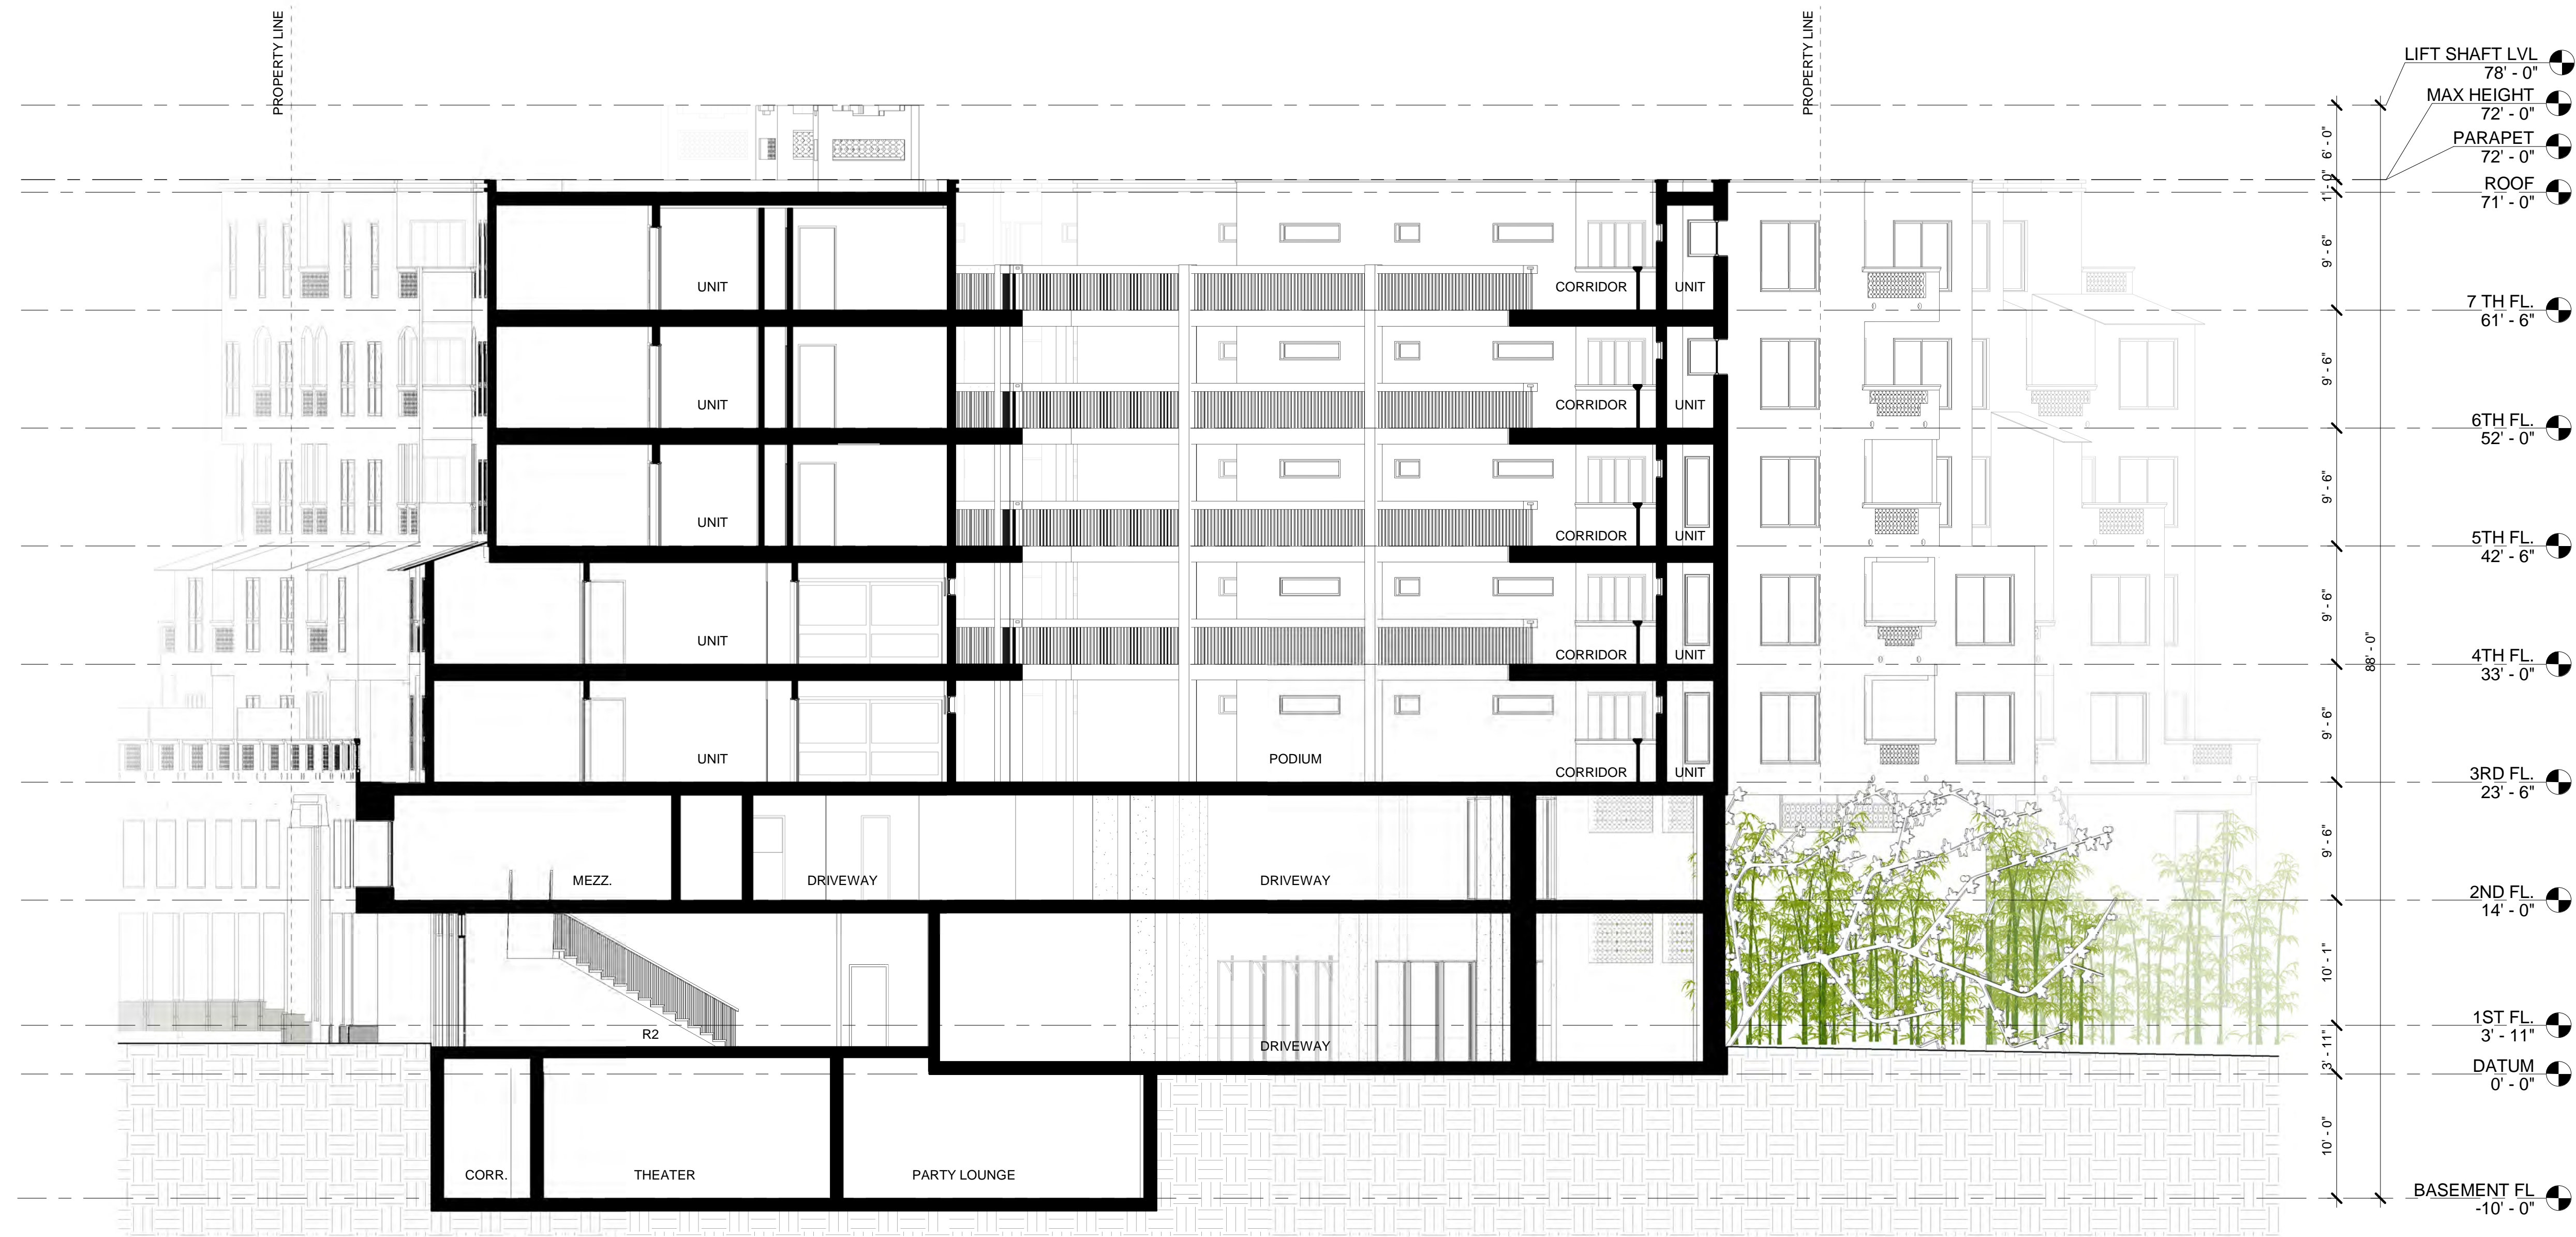 PROPERTY LINE
PROPERTY LINE
LIFT SHAFT LVL
78' - 0"
MAX HEIGHT
72' - 0"
PARAPET
72' - 0"
ROOF
71' - 0"
6' - 0"
1' - 0"
9' - 6"
UNIT
CORRIDOR
UNIT
7 TH FL.
61' - 6"
9' - 6"
UNIT
CORRIDOR
UNIT
6TH FL.
52' - 0"
9' - 6"
UNIT
CORRIDOR
UNIT
5TH FL.
42' - 6"
9' - 6"
UNIT
CORRIDOR
UNIT
4TH FL.
33' - 0"
88' - 0"
9' - 6"
UNIT
PODIUM
CORRIDOR
UNIT
3RD FL.
23' - 6"
9' - 6"
MEZZ.
DRIVEWAY
DRIVEWAY
2ND FL.
14' - 0"
10' - 1"
R2
DRIVEWAY
1ST FL.
3' - 11"
3' - 11"
DATUM
0' - 0"
10' - 0"
CORR.
THEATER
PARTY LOUNGE
BASEMENT FL
-10' - 0"